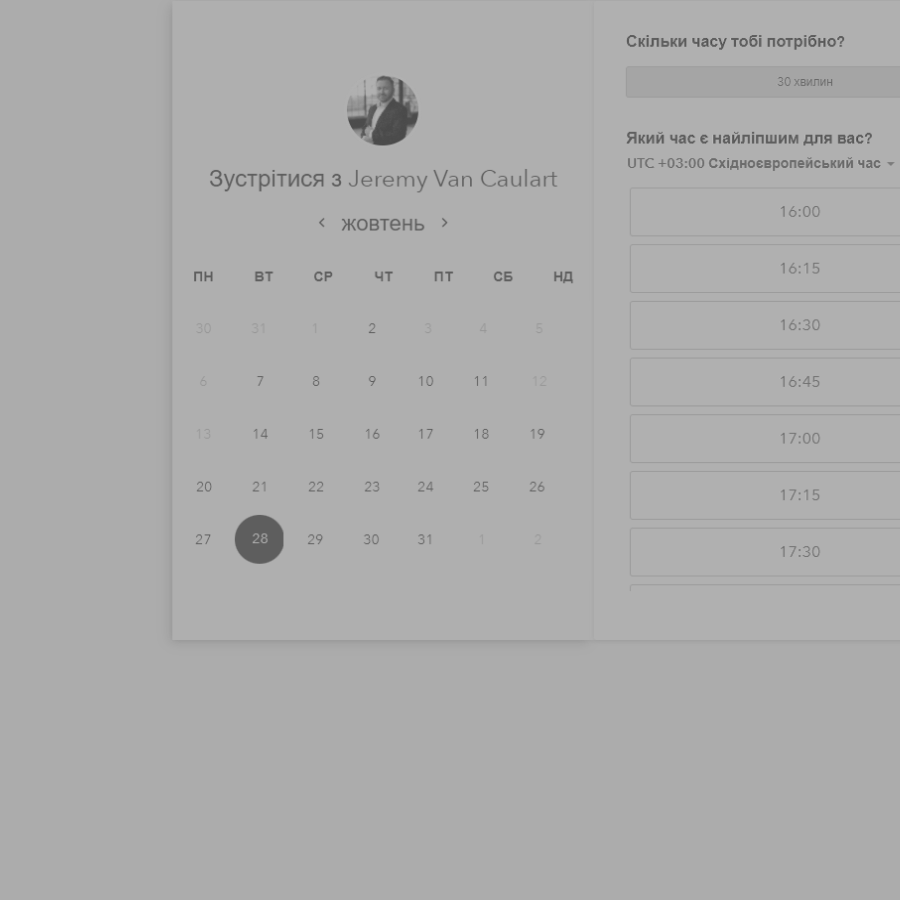 Зустрітися з Jeremy Van Caulart
жовтень
ПН ВТ СР ЧТ ПТ СБ НД
30 31 1 2 3 4 5
6 7 8 9 10 11 12
13 14 15 16 17 18 19
20 21 22 23 24 25 26
27 28 29 30 31 1 2
Скільки часу тобі потрібно?
30 хвилин
Який час є найліпшим для вас?
UTC +03:00 Східноєвропейський час
16:00
16:15
16:30
16:45
17:00
17:15
17:30